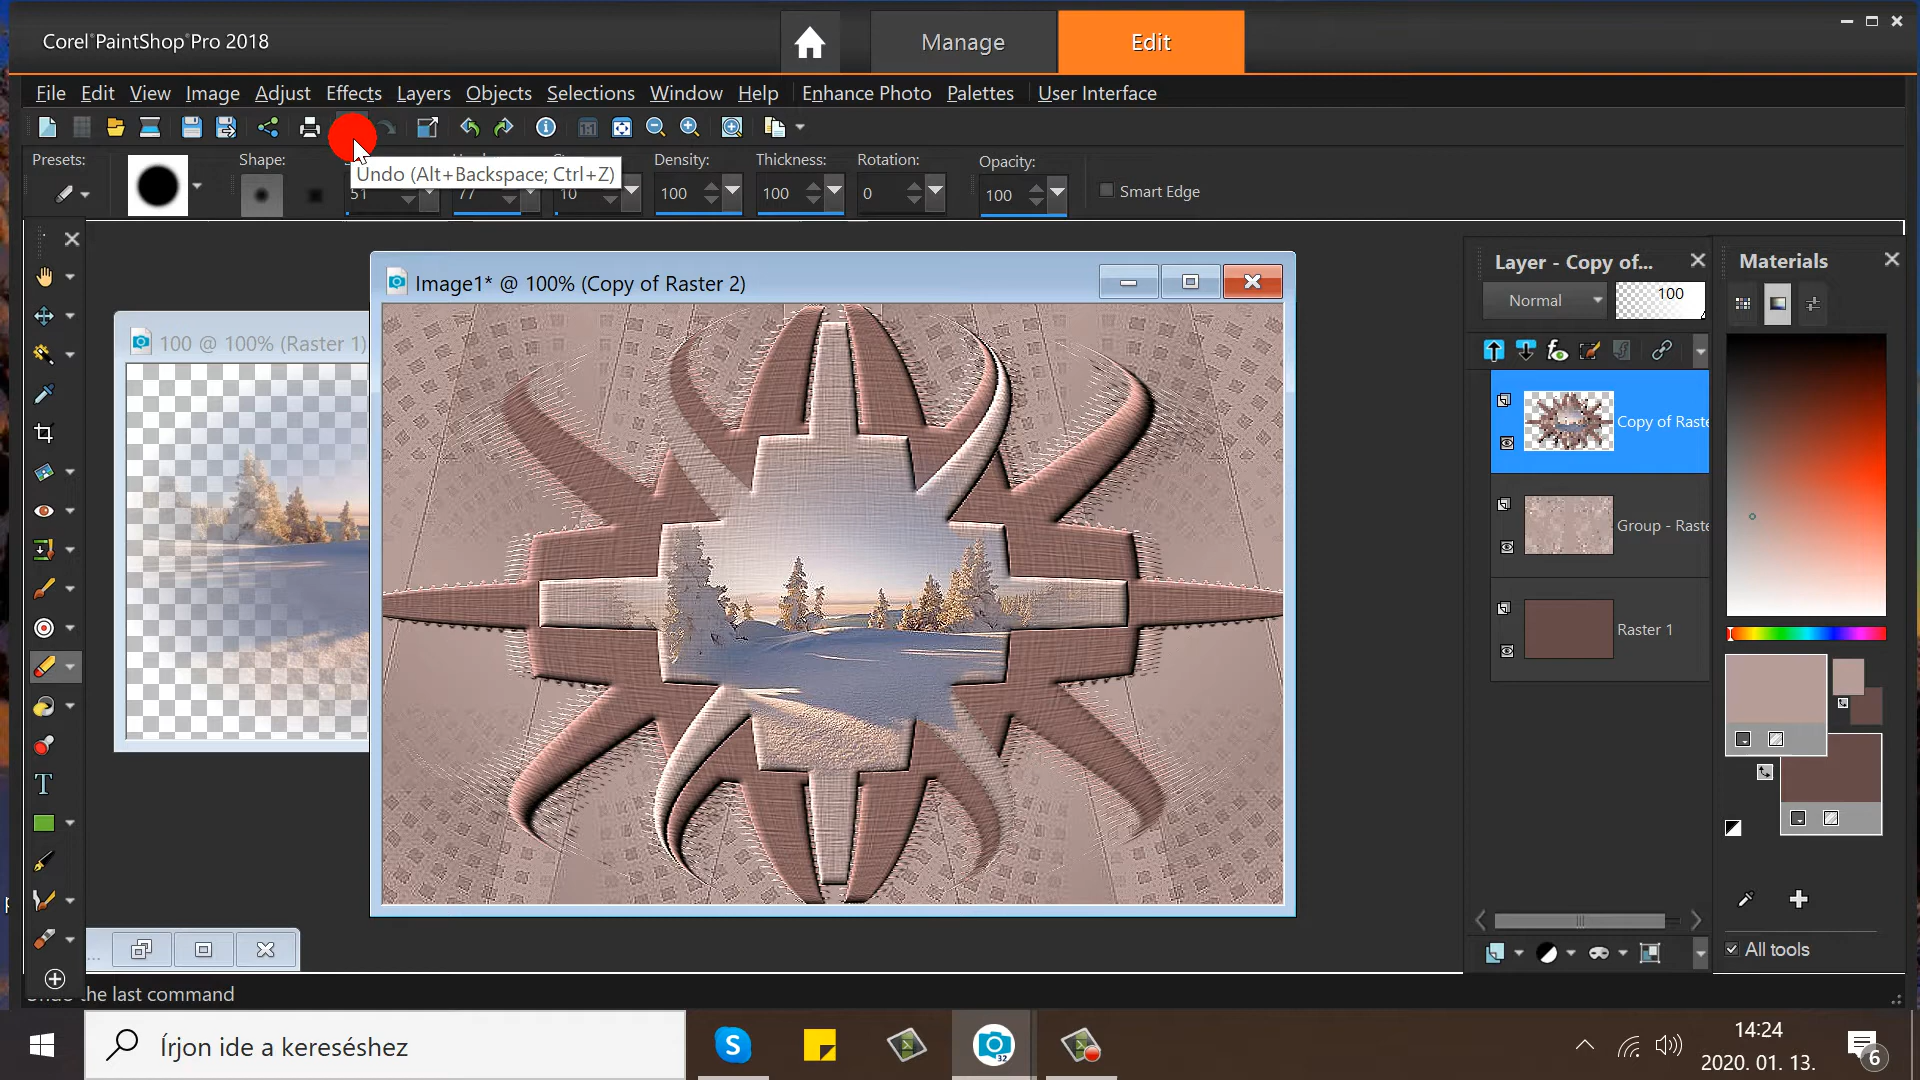 Corel PaintShop Pro 2018
Manage
Edit
File Edit View Image Adjust Effects Layers Objects Selections Window Help Enhance Photo Palettes User Interface
Presets:
Shape:
Density:
Thickness:
Rotation:
Opacity:
Undo (Alt+Backspace; Ctrl+Z)
51
77
10
100
100
0
100
Smart Edge
Image1* @ 100% (Copy of Raster 2)
100 @ 100% (Raster 1)
Layer - Copy of...
Normal
100
Copy of Raste
Group - Raste
Raster 1
Materials
All tools
the last command
Írjon ide a kereséshez
32
14:24
2020. 01. 13.
6